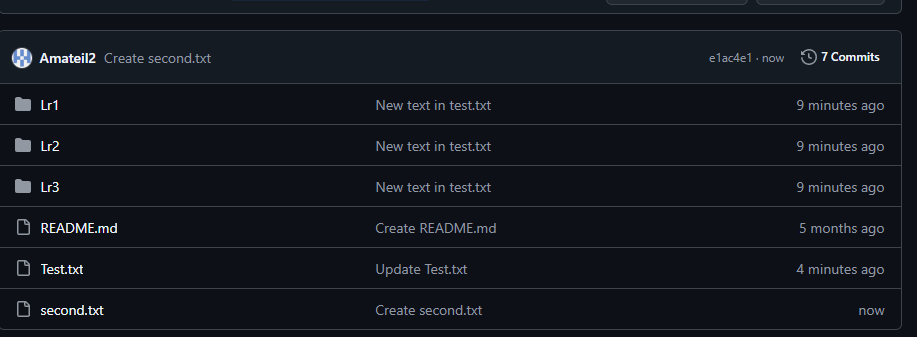 Amateil2 Create second.txt e1ac4e1 · now 7 Commits
Lr1 New text in test.txt 9 minutes ago
Lr2 New text in test.txt 9 minutes ago
Lr3 New text in test.txt 9 minutes ago
README.md Create README.md 5 months ago
Test.txt Update Test.txt 4 minutes ago
second.txt Create second.txt now